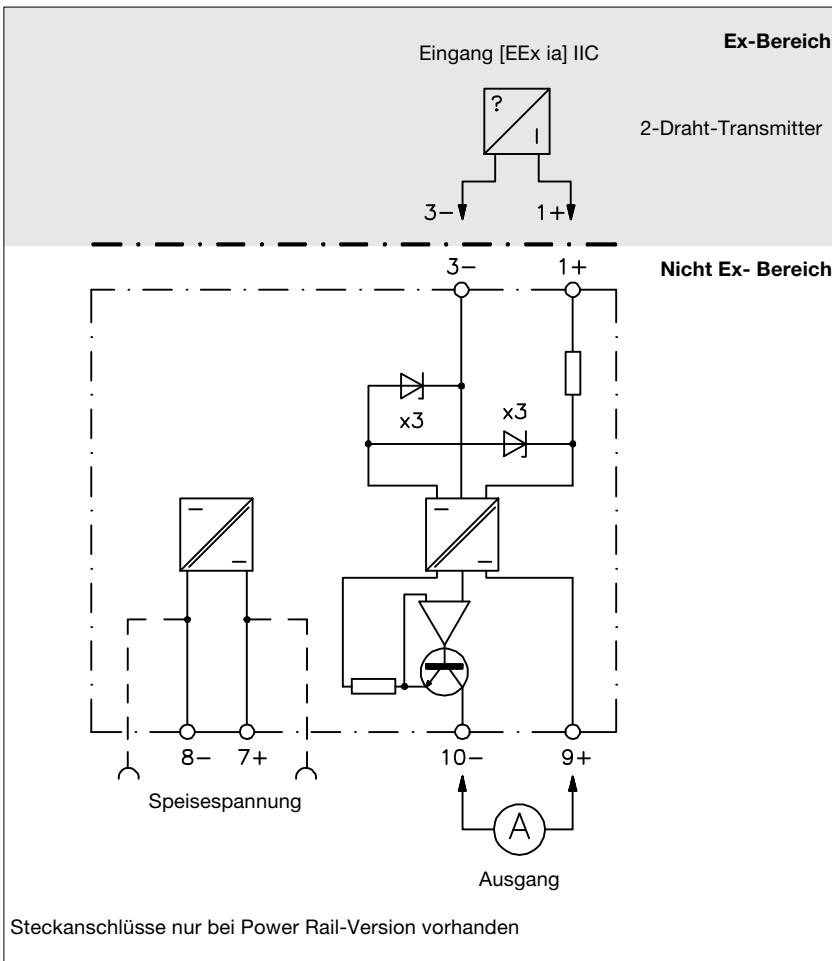 Ex-Bereich
Eingang [EEx ia] IIC
?
I
2-Draht-Transmitter
3− 1+
3− 1+
Nicht Ex- Bereich
x3
x3
8− 7+ 10− 9+
Speisespannung
A
Ausgang
Steckanschlüsse nur bei Power Rail-Version vorhanden